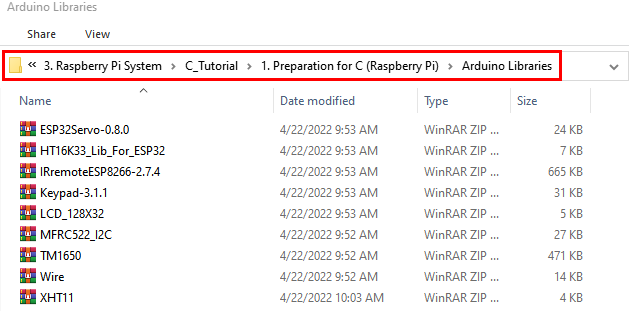 Arduino Libraries
Share View
« 3. Raspberry Pi System > C_Tutorial > 1. Preparation for C (Raspberry Pi) > Arduino Libraries
Name Date modified Type Size
ESP32Servo-0.8.0 4/22/2022 9:53 AM WinRAR ZIP ... 24 KB
HT16K33_Lib_For_ESP32 4/22/2022 9:53 AM WinRAR ZIP ... 7 KB
IRremoteESP8266-2.7.4 4/22/2022 9:53 AM WinRAR ZIP ... 665 KB
Keypad-3.1.1 4/22/2022 9:53 AM WinRAR ZIP ... 31 KB
LCD_128X32 4/22/2022 9:53 AM WinRAR ZIP ... 5 KB
MFRC522_I2C 4/22/2022 9:52 AM WinRAR ZIP ... 27 KB
TM1650 4/22/2022 9:52 AM WinRAR ZIP ... 471 KB
Wire 4/22/2022 9:52 AM WinRAR ZIP ... 14 KB
XHT11 4/22/2022 10:03 AM WinRAR ZIP ... 4 KB